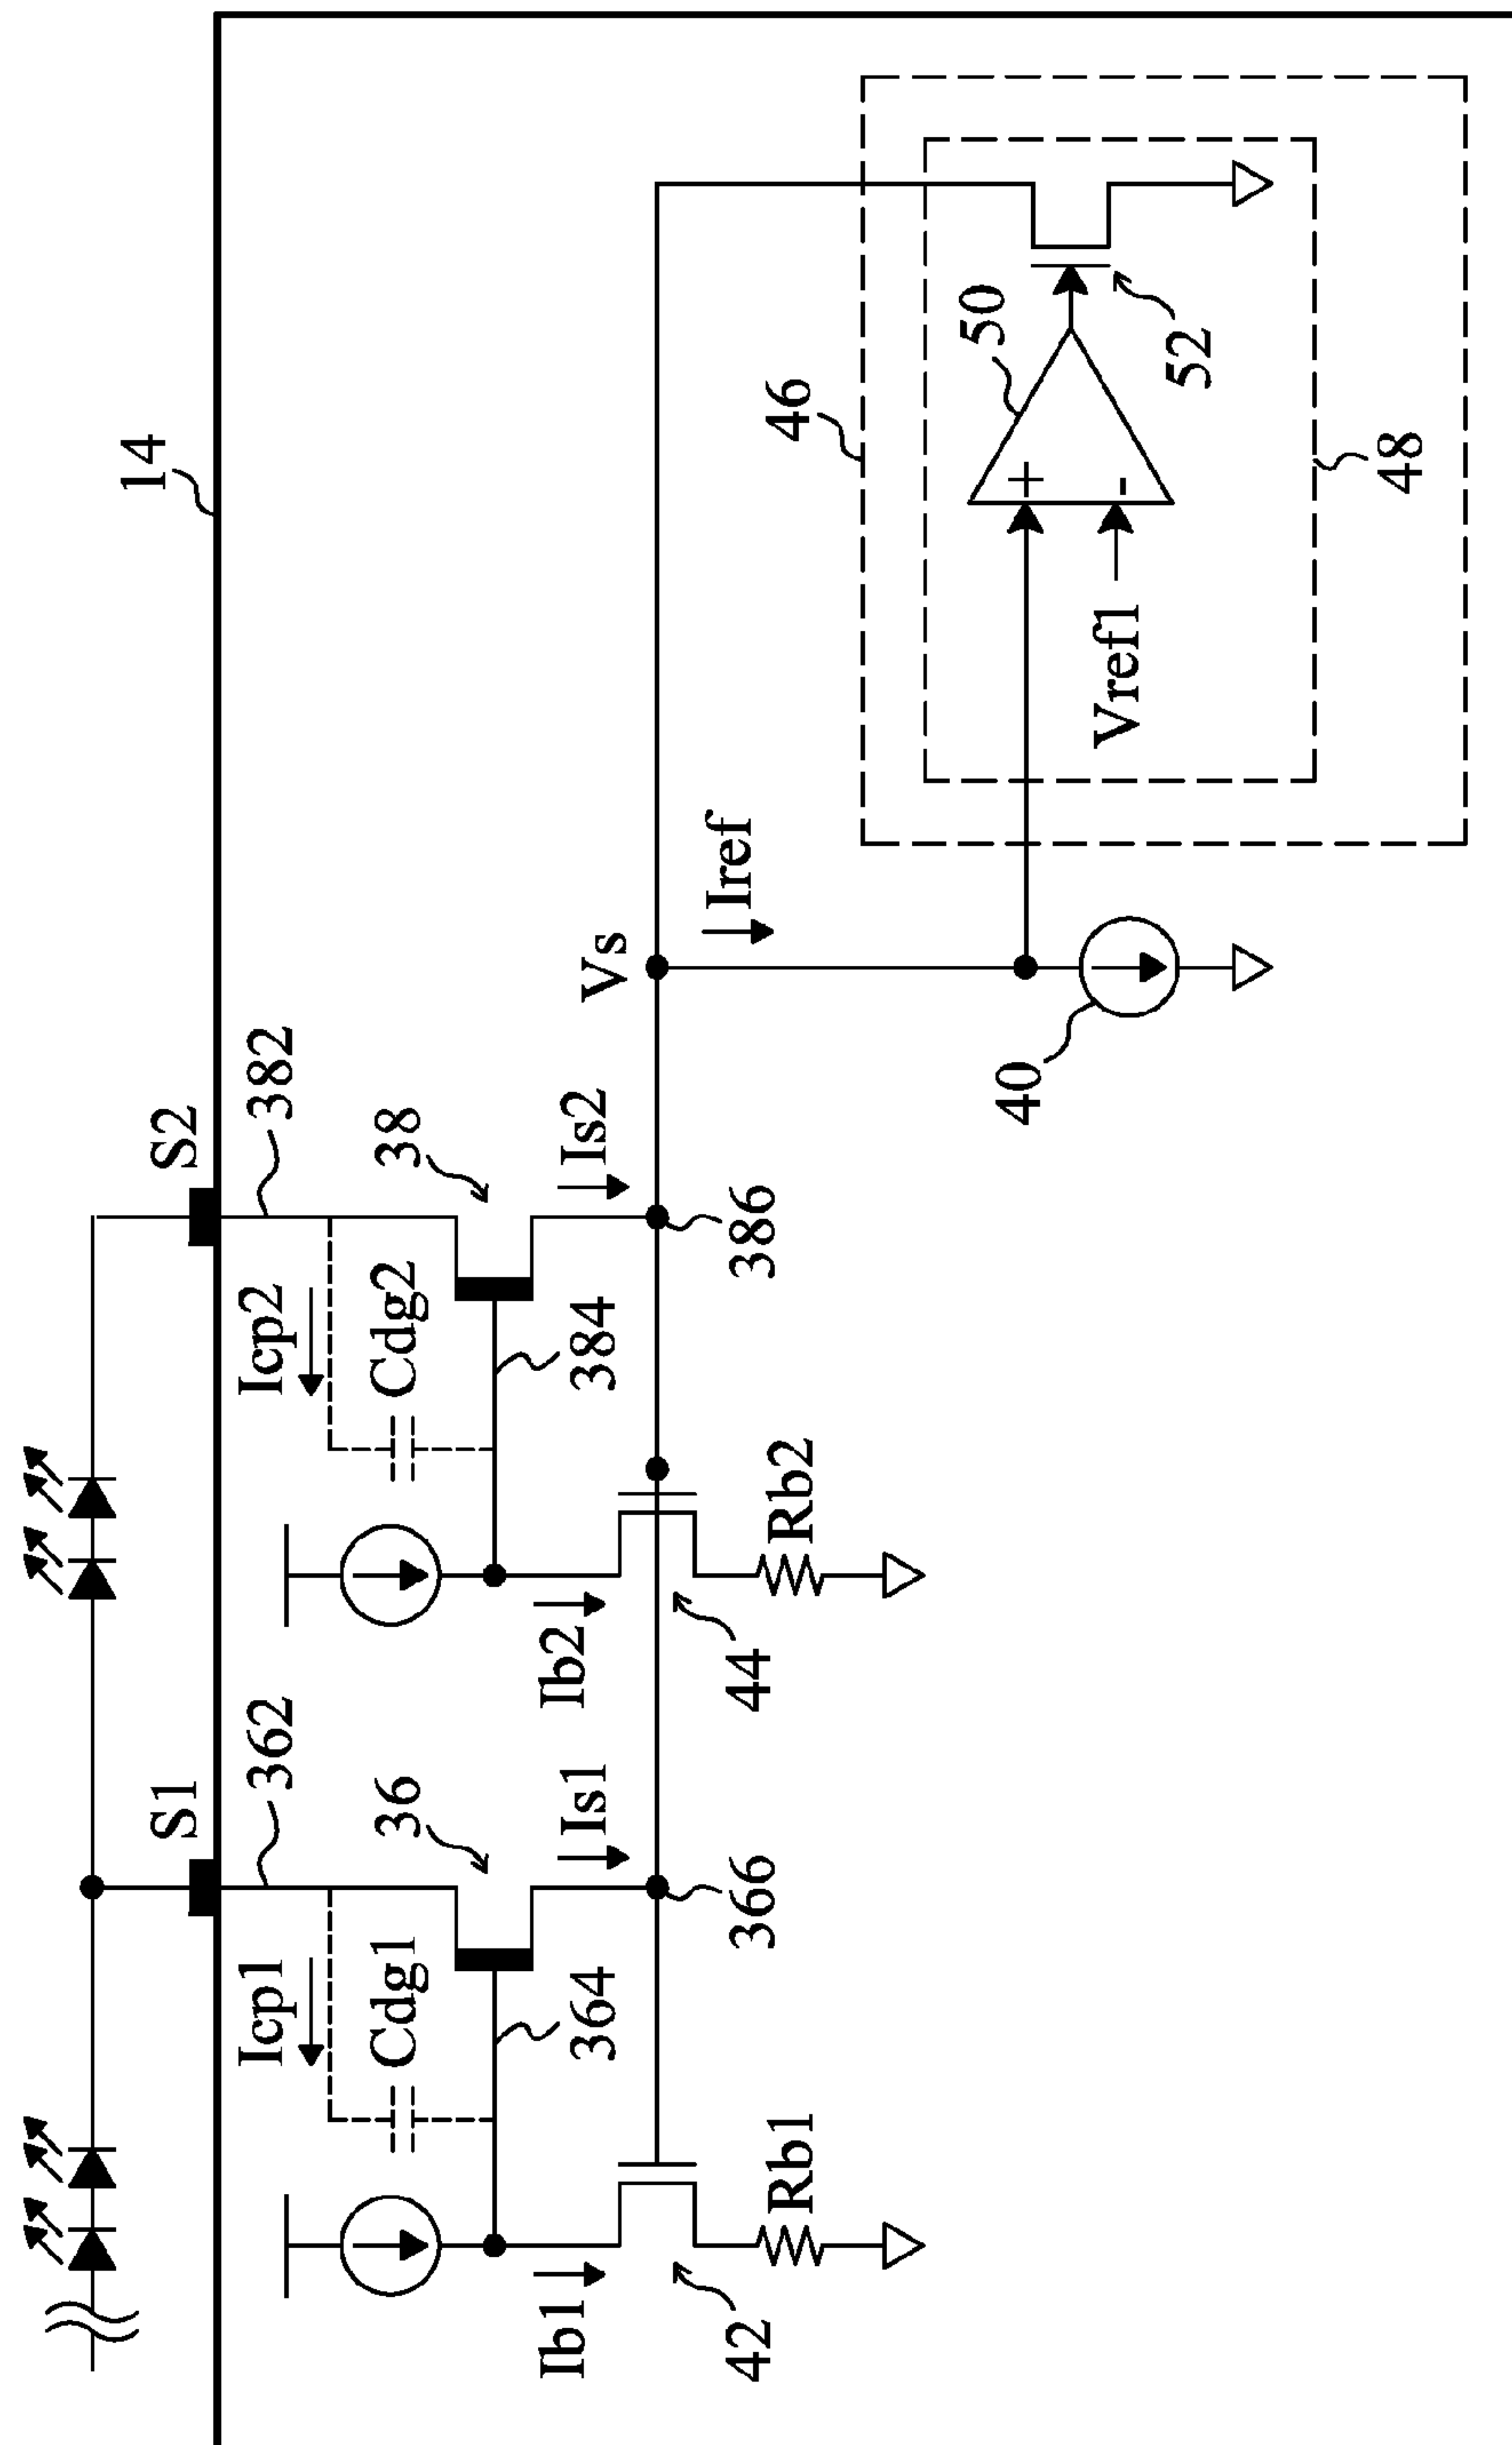 14
S1
S2
362
382
Icp1
Icp2
Cdg1
Cdg2
36
38
364
384
Is1
Is2
Ib1
Ib2
Vs
366
386
42
44
Rb1
Rb2
Iref
40
46
50
+
-
Vref1
52
48